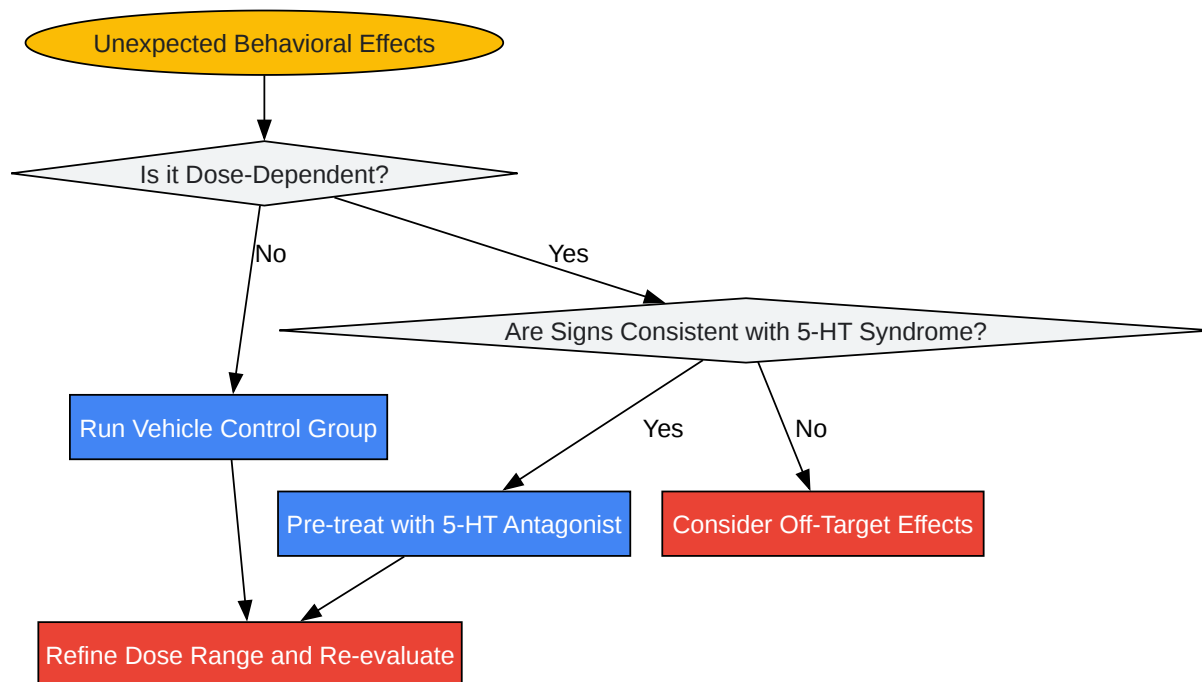 Unexpected Behavioral Effects
Is it Dose-Dependent?
No
Yes
Are Signs Consistent with 5-HT Syndrome?
Run Vehicle Control Group
Yes
No
Pre-treat with 5-HT Antagonist
Consider Off-Target Effects
Refine Dose Range and Re-evaluate